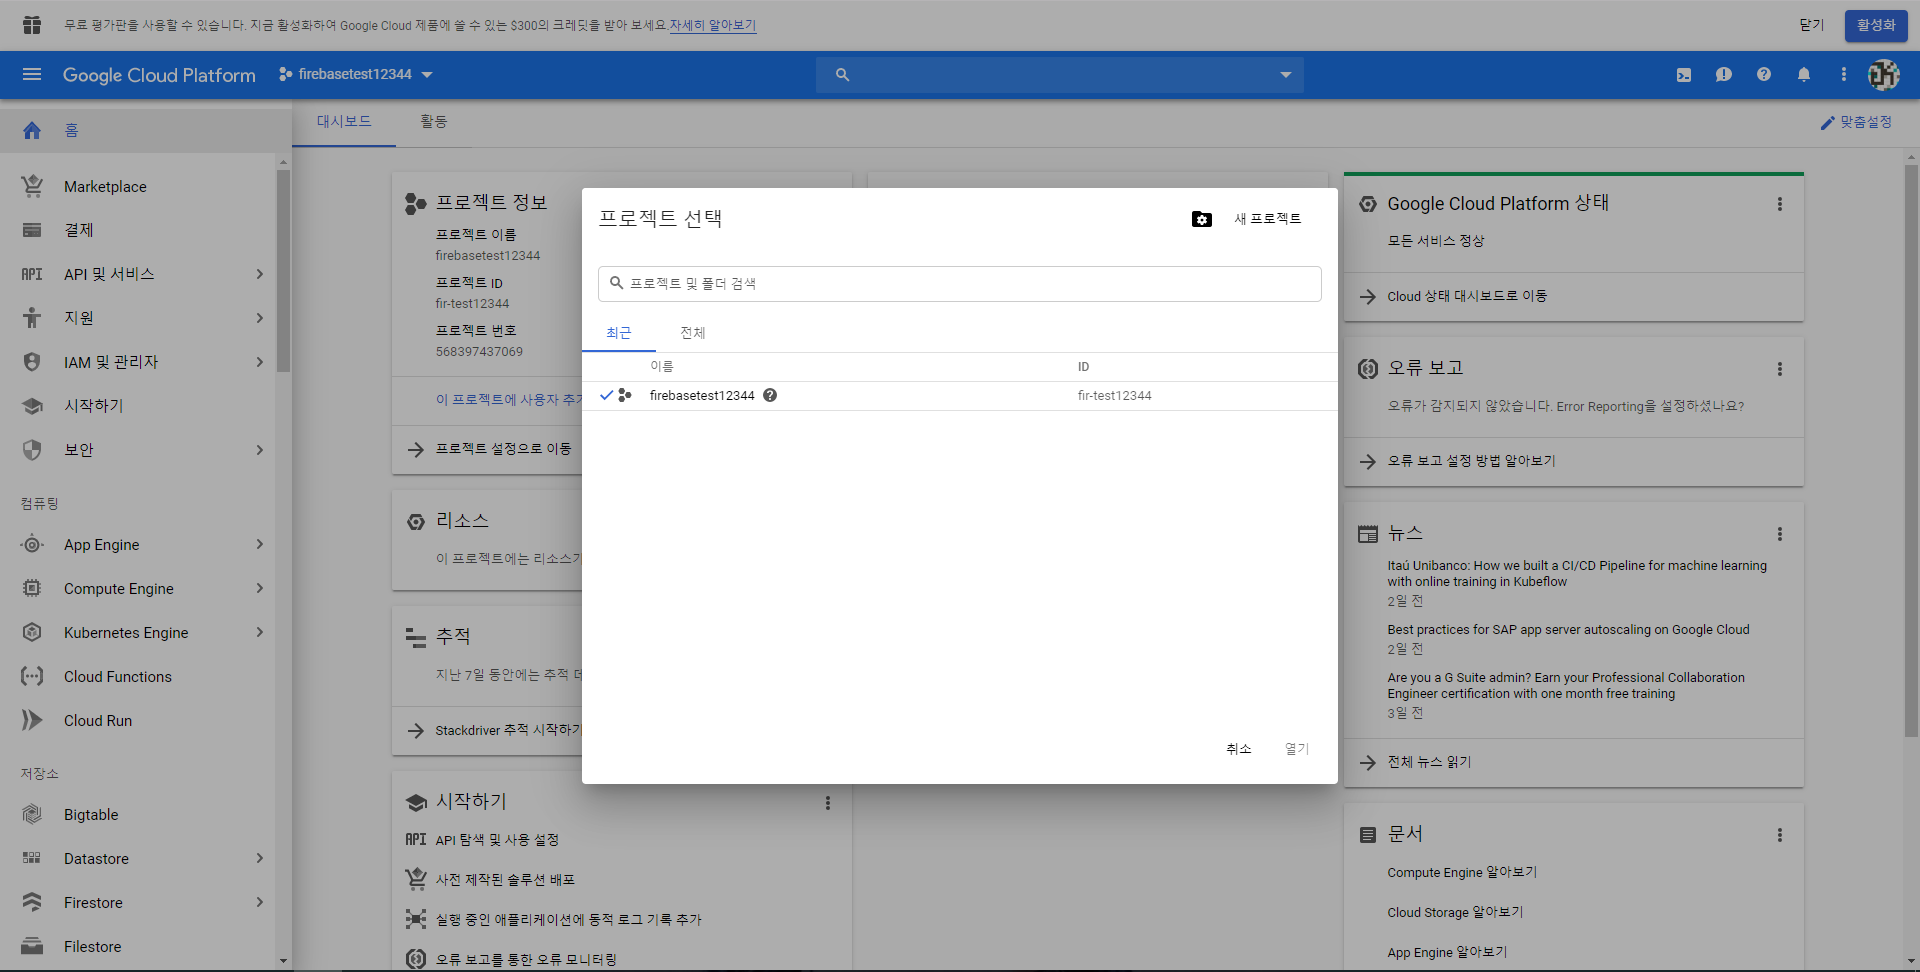 무료 평가판을 사용할 수 있습니다. 지금 활성화하여 Google Cloud 제품에 쓸 수 있는 $300의 크레딧을 받아 보세요.자세히 알아보기
닫기
활성화
Google Cloud Platform
firebasetest12344
홈
Marketplace
결제
API 및 서비스
지원
IAM 및 관리자
시작하기
보안
컴퓨팅
App Engine
Compute Engine
Kubernetes Engine
Cloud Functions
Cloud Run
저장소
Bigtable
Datastore
Firestore
Filestore
대시보드
활동
맞춤설정
프로젝트 정보
프로젝트 이름
firebasetest12344
프로젝트 ID
fir-test12344
프로젝트 번호
568397437069
이 프로젝트에 사용자 추가
프로젝트 설정으로 이동
리소스
이 프로젝트에는 리소스가
추적
지난 7일 동안에는 추적 데
Stackdriver 추적 시작하기
시작하기
API
API 탐색 및 사용 설정
사전 제작된 솔루션 배포
실행 중인 애플리케이션에 동적 로그 기록 추가
오류 보고를 통한 오류 모니터링
프로젝트 선택
새 프로젝트
프로젝트 및 폴더 검색
최근
전체
이름
ID
firebasetest12344
fir-test12344
취소
열기
Google Cloud Platform 상태
모든 서비스 정상
Cloud 상태 대시보드로 이동
오류 보고
오류가 감지되지 않았습니다. Error Reporting을 설정하셨나요?
오류 보고 설정 방법 알아보기
뉴스
Itaú Unibanco: How we built a CI/CD Pipeline for machine learning
with online training in Kubeflow
2일 전
Best practices for SAP app server autoscaling on Google Cloud
2일 전
Are you a G Suite admin? Earn your Professional Collaboration
Engineer certification with one month free training
3일 전
전체 뉴스 읽기
문서
Compute Engine 알아보기
Cloud Storage 알아보기
App Engine 알아보기